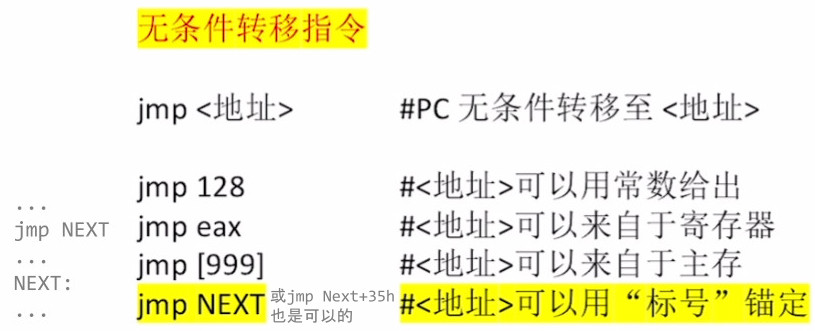 无条件转移指令
jmp <地址> #PC 无条件转移至 <地址>
jmp 128 #<地址>可以用常数给出
jmp eax #<地址>可以来自于寄存器
jmp [999] #<地址>可以来自于主存
jmp NEXT 或jmp Next+35h 也是可以的 #<地址>可以用“标号”锚定
...
jmp NEXT
...
NEXT:
...